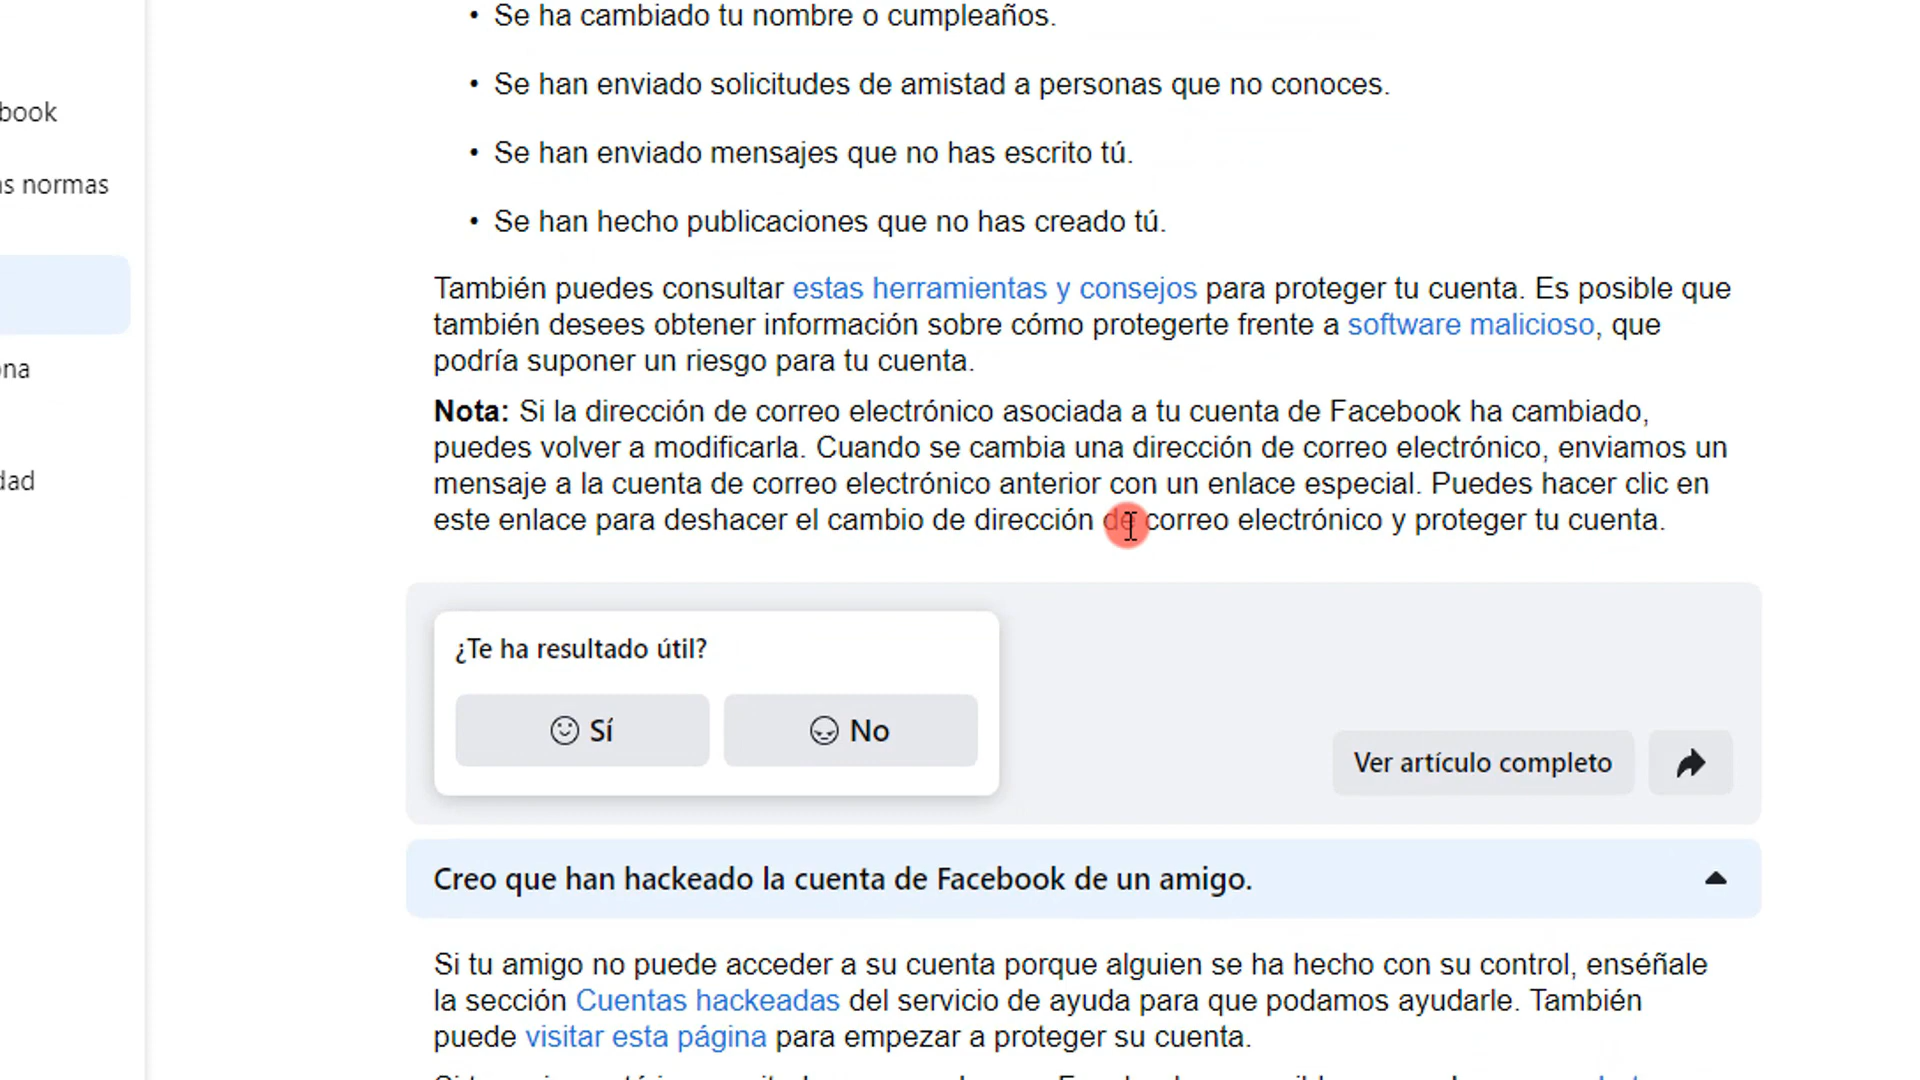 • Se ha cambiado tu nombre o cumpleaños.
book
• Se han enviado solicitudes de amistad a personas que no conoces.
as normas
• Se han enviado mensajes que no has escrito tú.
• Se han hecho publicaciones que no has creado tú.
También puedes consultar estas herramientas y consejos para proteger tu cuenta. Es posible que
también desees obtener información sobre cómo protegerte frente a software malicioso, que
podría suponer un riesgo para tu cuenta.
ona
Nota: Si la dirección de correo electrónico asociada a tu cuenta de Facebook ha cambiado,
puedes volver a modificarla. Cuando se cambia una dirección de correo electrónico, enviamos un
mensaje a la cuenta de correo electrónico anterior con un enlace especial. Puedes hacer clic en
este enlace para deshacer el cambio de dirección de correo electrónico y proteger tu cuenta.
dad
¿Te ha resultado útil?
Sí
No
Ver artículo completo
Creo que han hackeado la cuenta de Facebook de un amigo.
Si tu amigo no puede acceder a su cuenta porque alguien se ha hecho con su control, enséñale
la sección Cuentas hackeadas del servicio de ayuda para que podamos ayudarle. También
puede visitar esta página para empezar a proteger su cuenta.